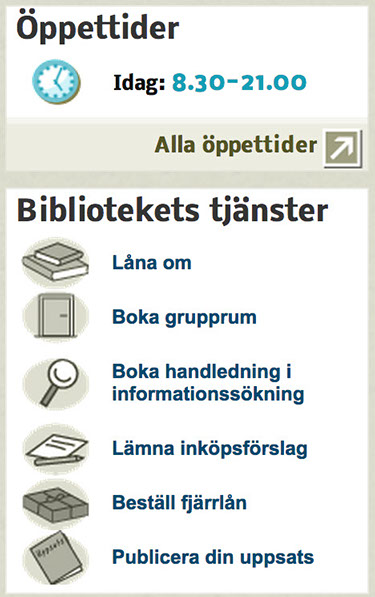 Öppettider
Idag: 8.30–21.00
Alla öppettider
Bibliotekets tjänster
Låna om
Boka grupprum
Boka handledning i
informationssökning
Lämna inköpsförslag
Beställ fjärrlån
Uppsats
Publicera din uppsats